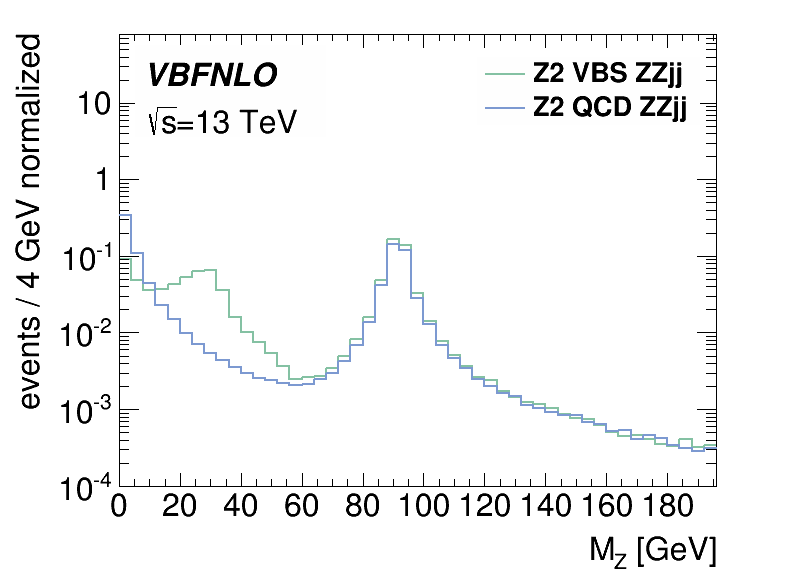 VBFNLO
√s=13 TeV
Z2 VBS ZZjj
Z2 QCD ZZjj
events / 4 GeV normalized
10
1
10⁻¹
10⁻²
10⁻³
10⁻⁴
0 20 40 60 80 100 120 140 160 180
M_Z [GeV]